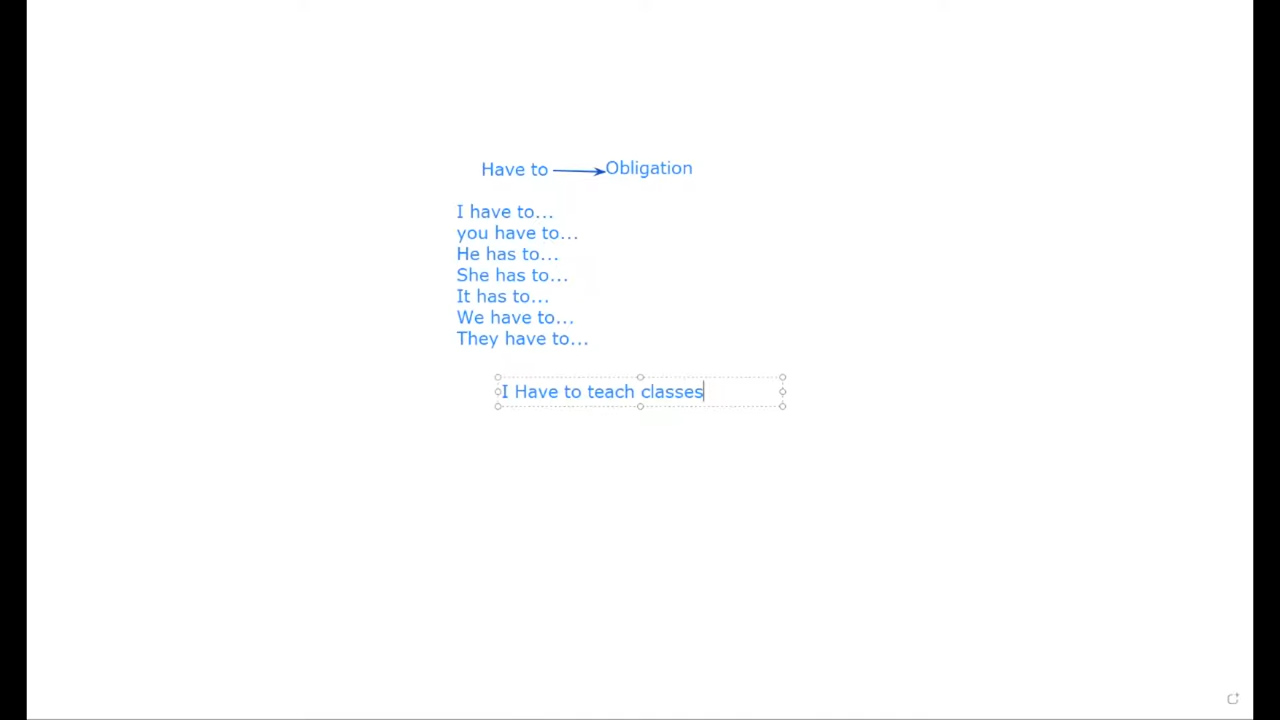 Have to Obligation
I have to...
you have to...
He has to...
She has to...
It has to...
We have to...
They have to...
I Have to teach classes